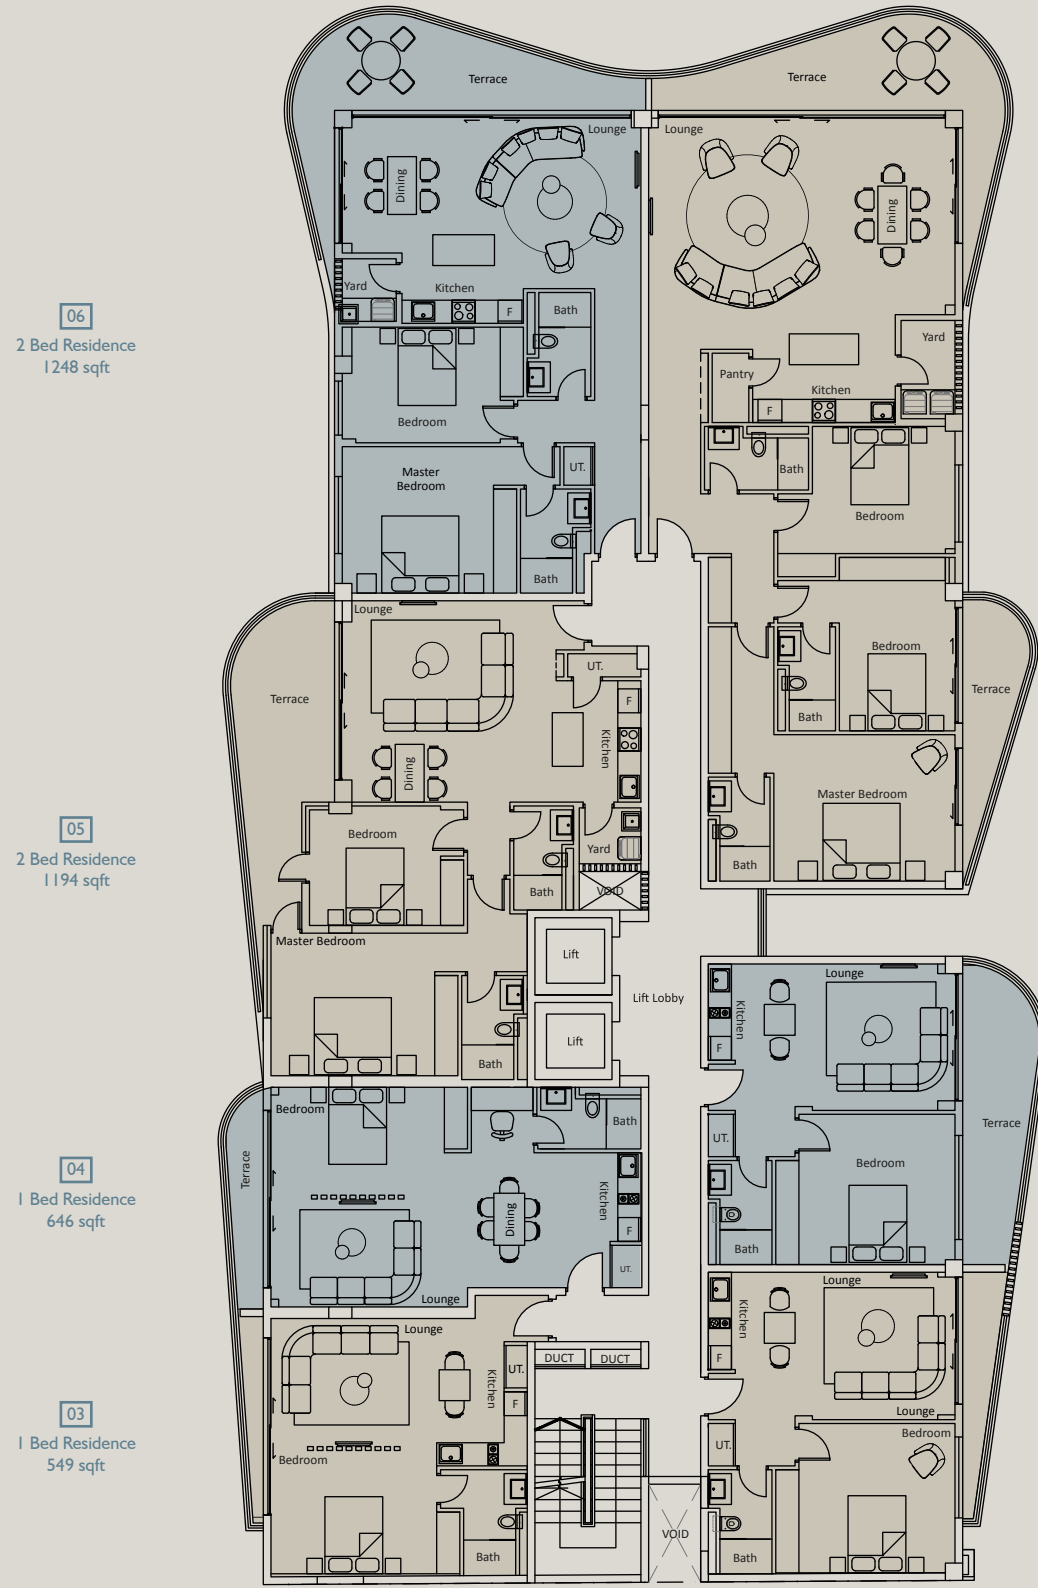 Terrace
Terrace
Lounge
Lounge
Dining
Dining
Yard
Kitchen
F
Bath
Yard
Pantry
Kitchen
F
06
2 Bed Residence
1248 sqft
Bedroom
Master
Bedroom
UT.
Bath
Bath
Bedroom
Lounge
UT.
Terrace
F
Kitchen
Dining
Bedroom
Terrace
Bath
Master Bedroom
05
2 Bed Residence
1194 sqft
Bedroom
Yard
Bath
VOID
Bath
Master Bedroom
Lift
Lift Lobby
Lift
Bath
Lounge
Kitchen
F
Bedroom
Bath
Terrace
Terrace
UT.
Bedroom
04
1 Bed Residence
646 sqft
Kitchen
Dining
F
UT.
Bath
Lounge
Lounge
Kitchen
F
Lounge
DUCT
DUCT
UT.
Kitchen
F
Lounge
03
1 Bed Residence
549 sqft
Bedroom
UT.
Bedroom
VOID
Bath
Bath